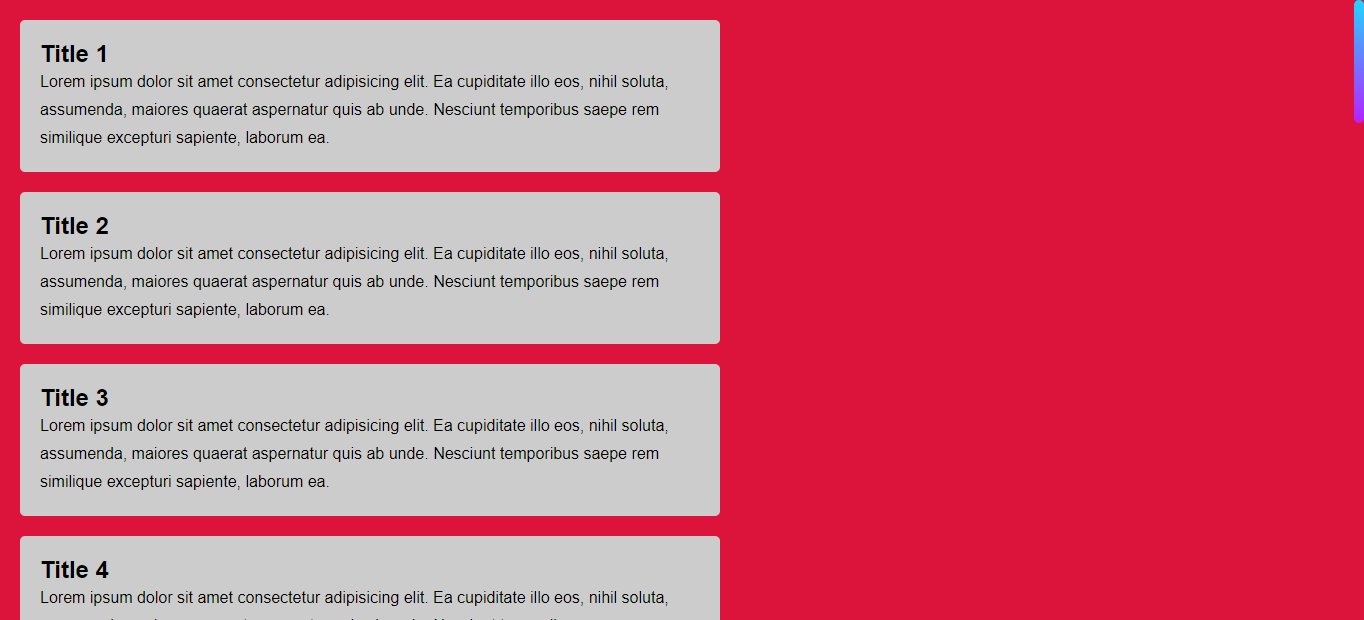 Title 1
Lorem ipsum dolor sit amet consectetur adipisicing elit. Ea cupiditate illo eos, nihil soluta,
assumenda, maiores quaerat aspernatur quis ab unde. Nesciunt temporibus saepe rem
similique excepturi sapiente, laborum ea.
Title 2
Lorem ipsum dolor sit amet consectetur adipisicing elit. Ea cupiditate illo eos, nihil soluta,
assumenda, maiores quaerat aspernatur quis ab unde. Nesciunt temporibus saepe rem
similique excepturi sapiente, laborum ea.
Title 3
Lorem ipsum dolor sit amet consectetur adipisicing elit. Ea cupiditate illo eos, nihil soluta,
assumenda, maiores quaerat aspernatur quis ab unde. Nesciunt temporibus saepe rem
similique excepturi sapiente, laborum ea.
Title 4
Lorem ipsum dolor sit amet consectetur adipisicing elit. Ea cupiditate illo eos, nihil soluta,